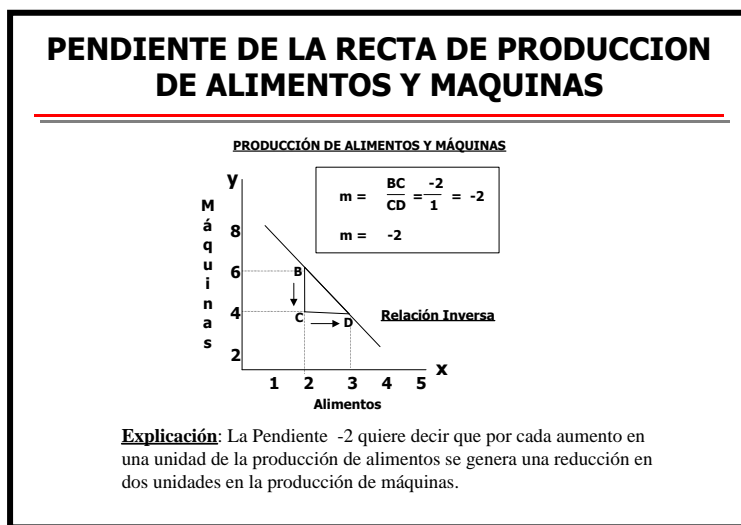 PENDIENTE DE LA RECTA DE PRODUCCION
DE ALIMENTOS Y MAQUINAS
PRODUCCIÓN DE ALIMENTOS Y MÁQUINAS
y
Máquinas
8
6
4
2
m = BC/CD = -2/1 = -2
m = -2
B
C
D
Relación Inversa
1 2 3 4 5 x
Alimentos
Explicación: La Pendiente -2 quiere decir que por cada aumento en
una unidad de la producción de alimentos se genera una reducción en
dos unidades en la producción de máquinas.